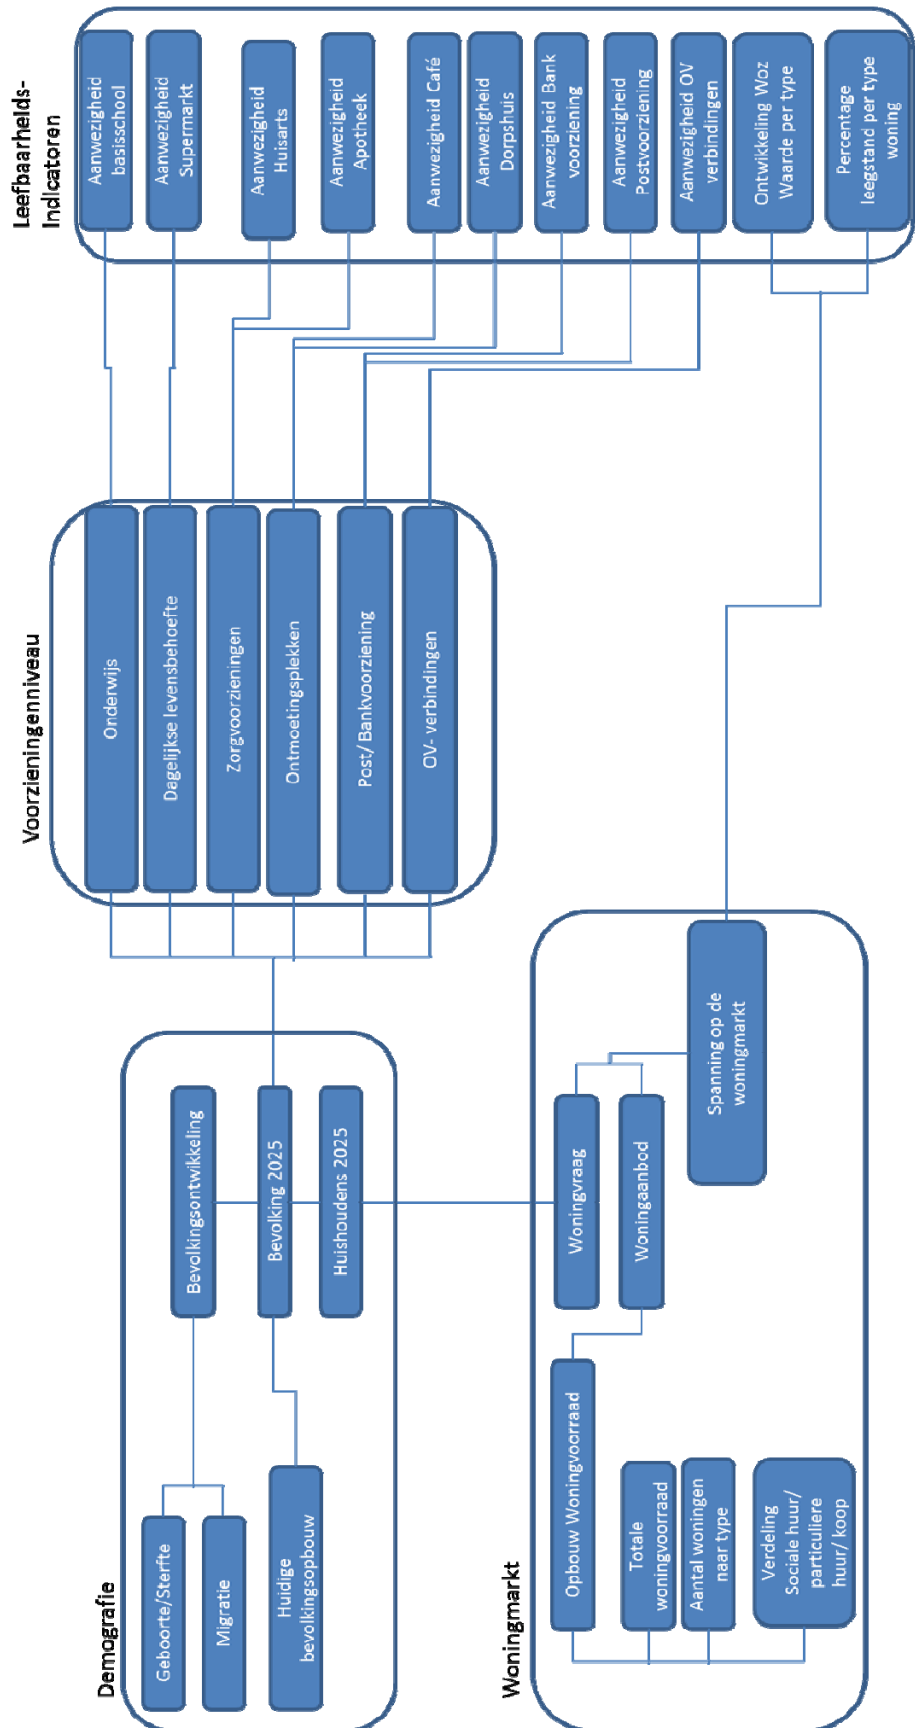 Demografie
Geboorte/Sterfte
Migratie
Huidige
bevolkingsopbouw
Bevolkingsontwikkeling
Bevolking 2025
Huishoudens 2025
Woningmarkt
Opbouw Woningvoorraad
Totale
woningvoorraad
Aantal woningen
naar type
Verdeling
Sociale huur/
particuliere
huur/ koop
Woningvraag
Woningaanbod
Spanning op de
woningmarkt
Voorzieningenniveau
Onderwijs
Dagelijkse levensbehoefte
Zorgvoorzieningen
Ontmoetingsplekken
Post/ Bankvoorziening
OV- verbindingen
Leefbaarheids-
Indicatoren
Aanwezigheid
basisschool
Aanwezigheid
Supermarkt
Aanwezigheid
Huisarts
Aanwezigheid
Apotheek
Aanwezigheid Café
Aanwezigheid
Dorpshuis
Aanwezigheid Bank
voorziening
Aanwezigheid
Postvoorziening
Aanwezigheid OV
verbindingen
Ontwikkeling Woz
Waarde per type
Percentage
leegstand per type
woning